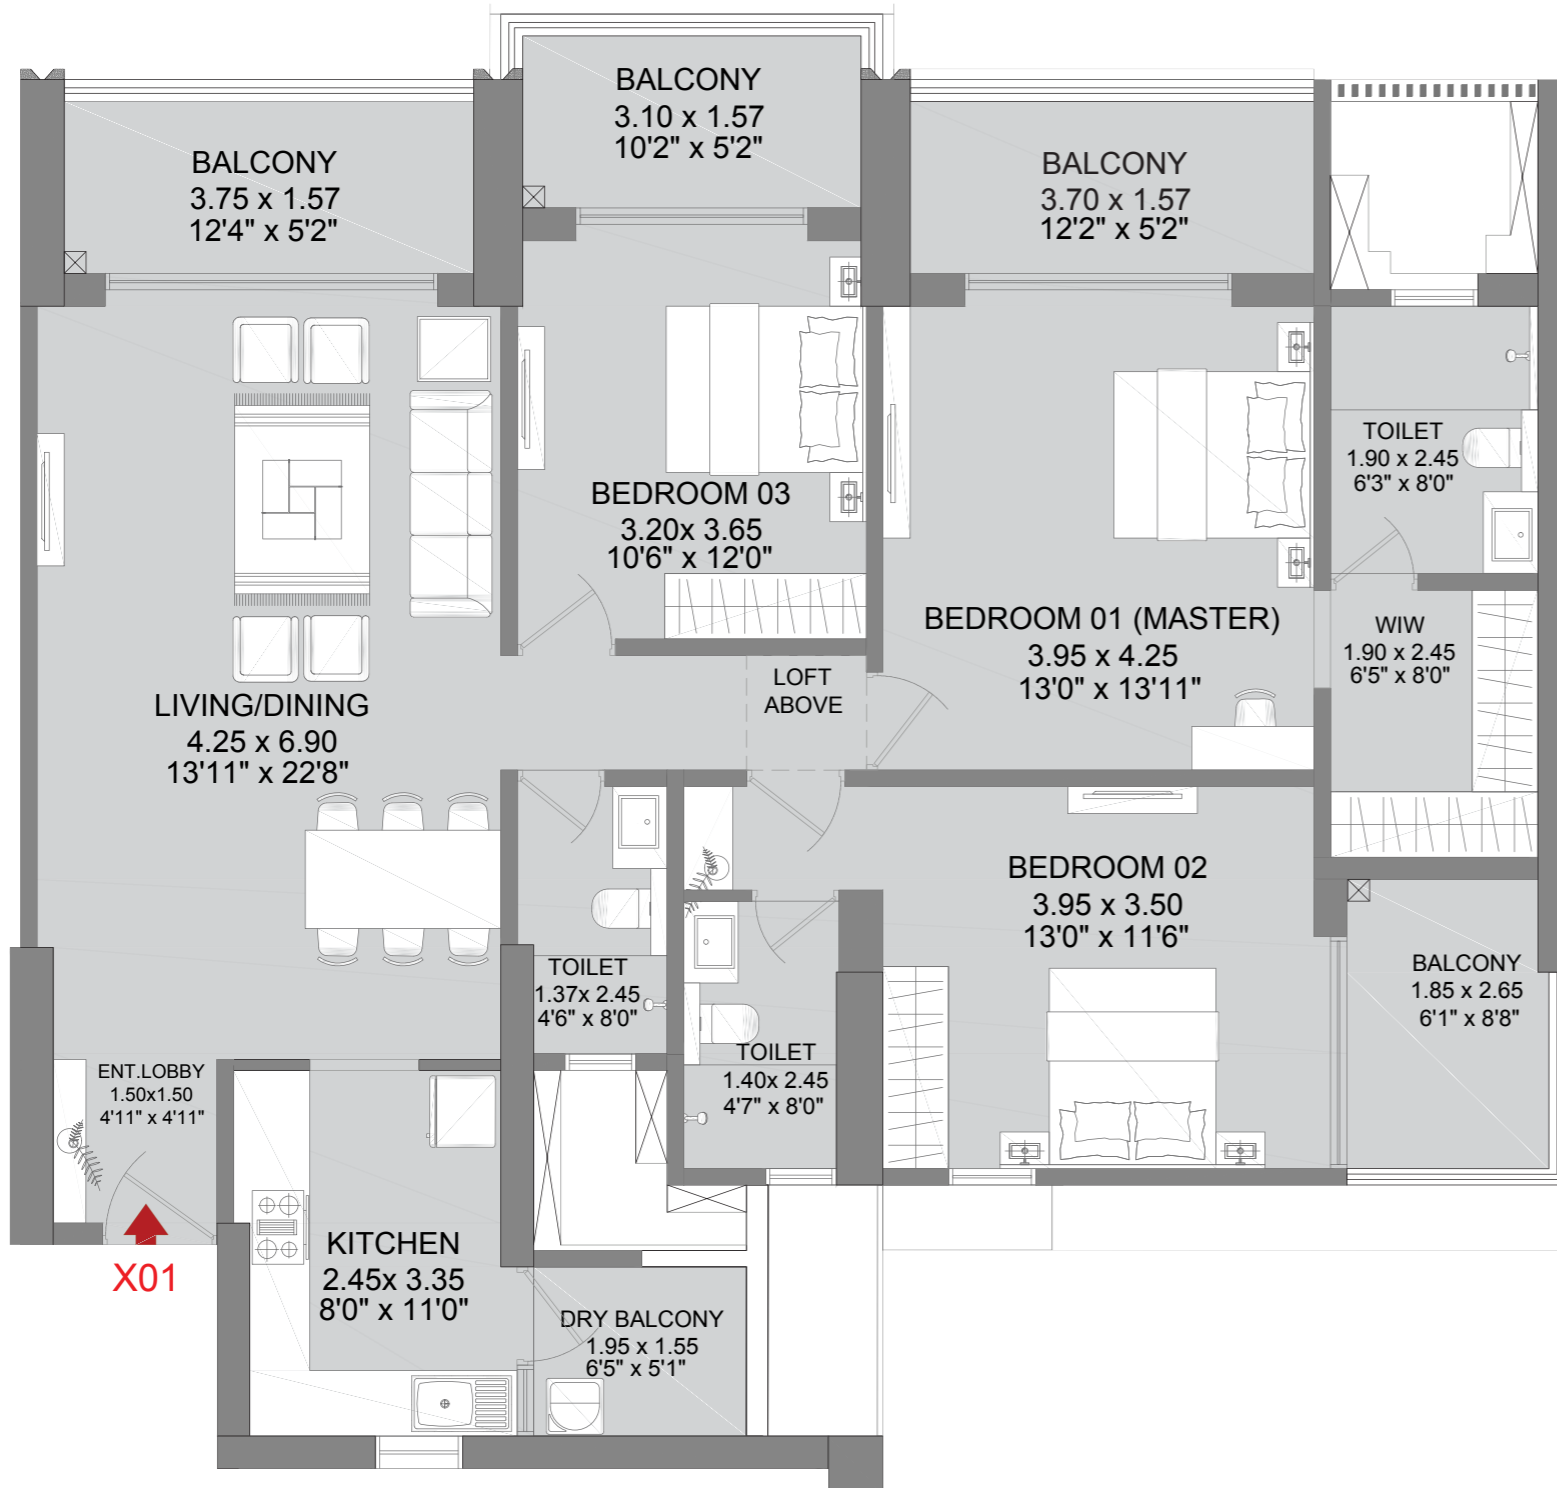 BALCONY
3.10 x 1.57
10'2" x 5'2"
BALCONY
3.75 x 1.57
12'4" x 5'2"
BALCONY
3.70 x 1.57
12'2" x 5'2"
TOILET
1.90 x 2.45
6'3" x 8'0"
BEDROOM 03
3.20x 3.65
10'6" x 12'0"
BEDROOM 01 (MASTER)
3.95 x 4.25
13'0" x 13'11"
WIW
1.90 x 2.45
6'5" x 8'0"
LOFT
ABOVE
LIVING/DINING
4.25 x 6.90
13'11" x 22'8"
BEDROOM 02
3.95 x 3.50
13'0" x 11'6"
TOILET
1.37x 2.45
4'6" x 8'0"
BALCONY
1.85 x 2.65
6'1" x 8'8"
TOILET
1.40x 2.45
4'7" x 8'0"
ENT.LOBBY
1.50x1.50
4'11" x 4'11"
X01
KITCHEN
2.45x 3.35
8'0" x 11'0"
DRY BALCONY
1.95 x 1.55
6'5" x 5'1"